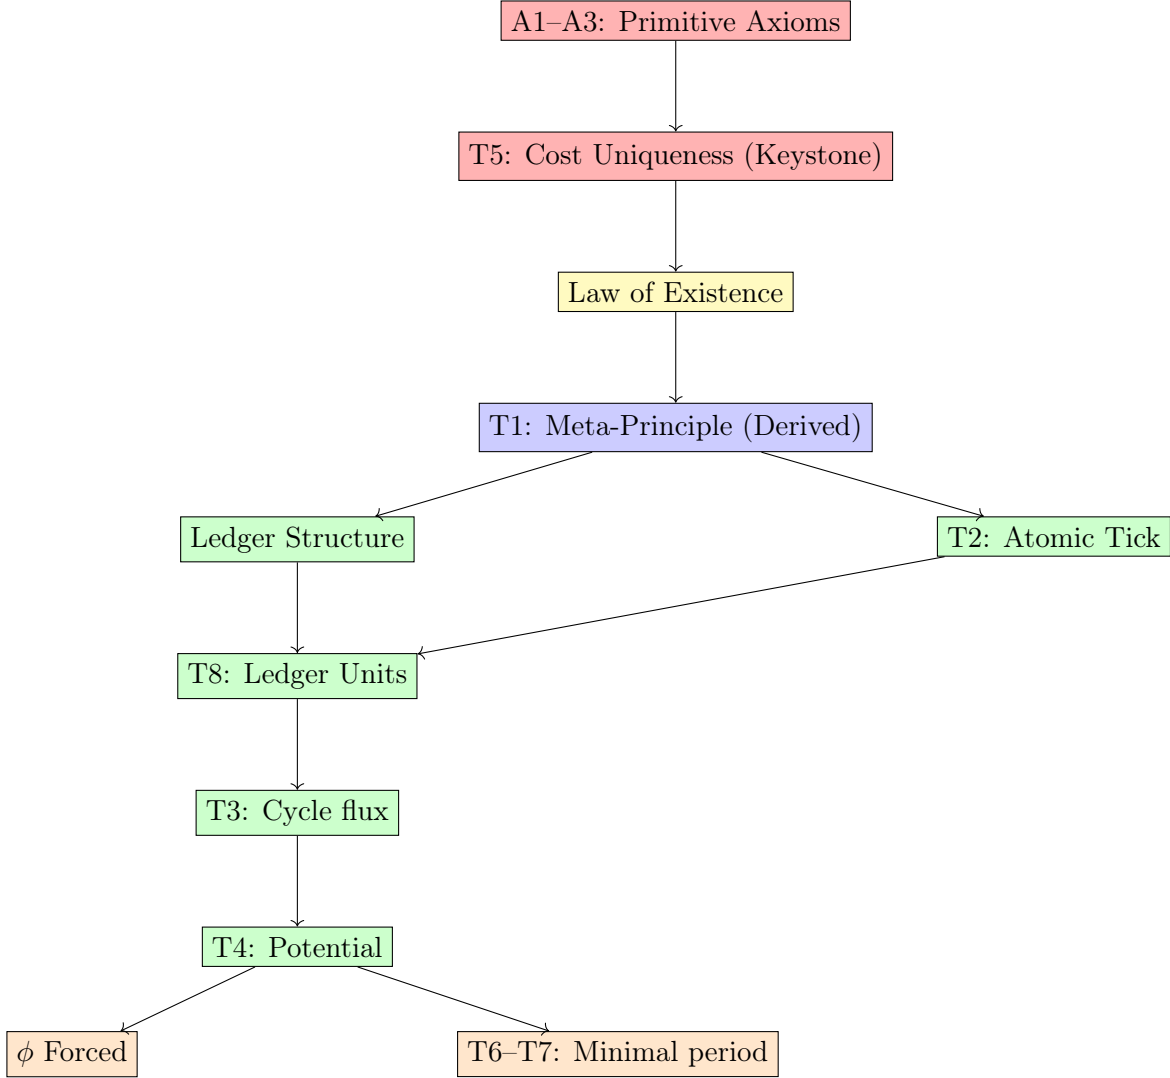 A1–A3: Primitive Axioms
T5: Cost Uniqueness (Keystone)
Law of Existence
T1: Meta-Principle (Derived)
Ledger Structure
T2: Atomic Tick
T8: Ledger Units
T3: Cycle flux
T4: Potential
ϕ Forced
T6–T7: Minimal period